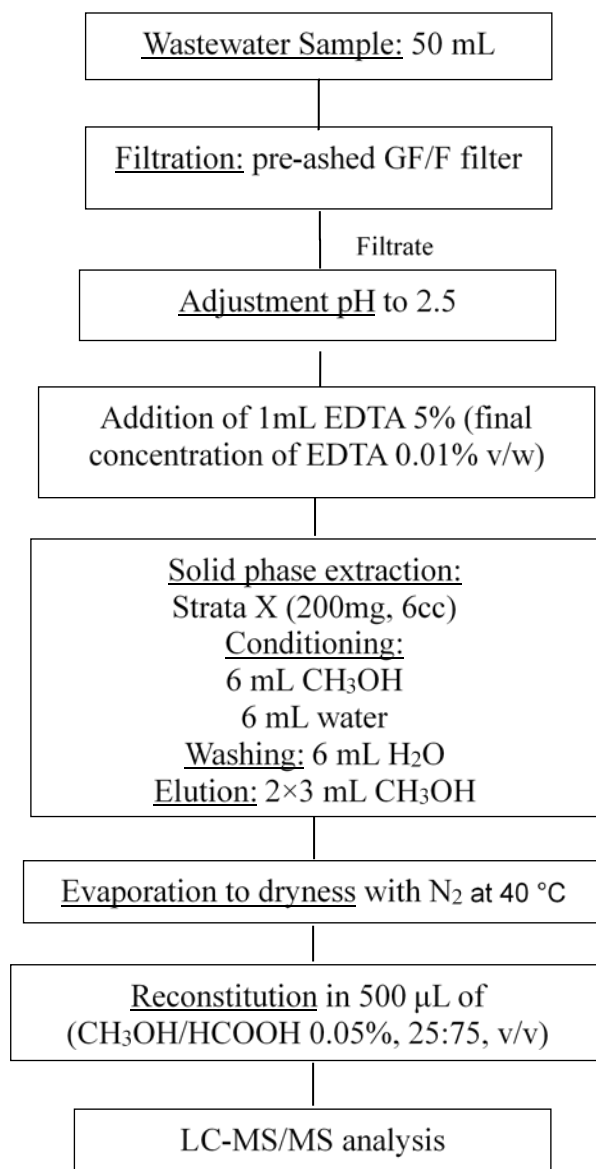 Wastewater Sample: 50 mL
Filtration: pre-ashed GF/F filter
Filtrate
Adjustment pH to 2.5
Addition of 1mL EDTA 5% (final
concentration of EDTA 0.01% v/w)
Solid phase extraction:
Strata X (200mg, 6cc)
Conditioning:
6 mL CH₃OH
6 mL water
Washing: 6 mL H₂O
Elution: 2×3 mL CH₃OH
Evaporation to dryness with N₂ at 40 °C
Reconstitution in 500 μL of
(CH₃OH/HCOOH 0.05%, 25:75, v/v)
LC-MS/MS analysis